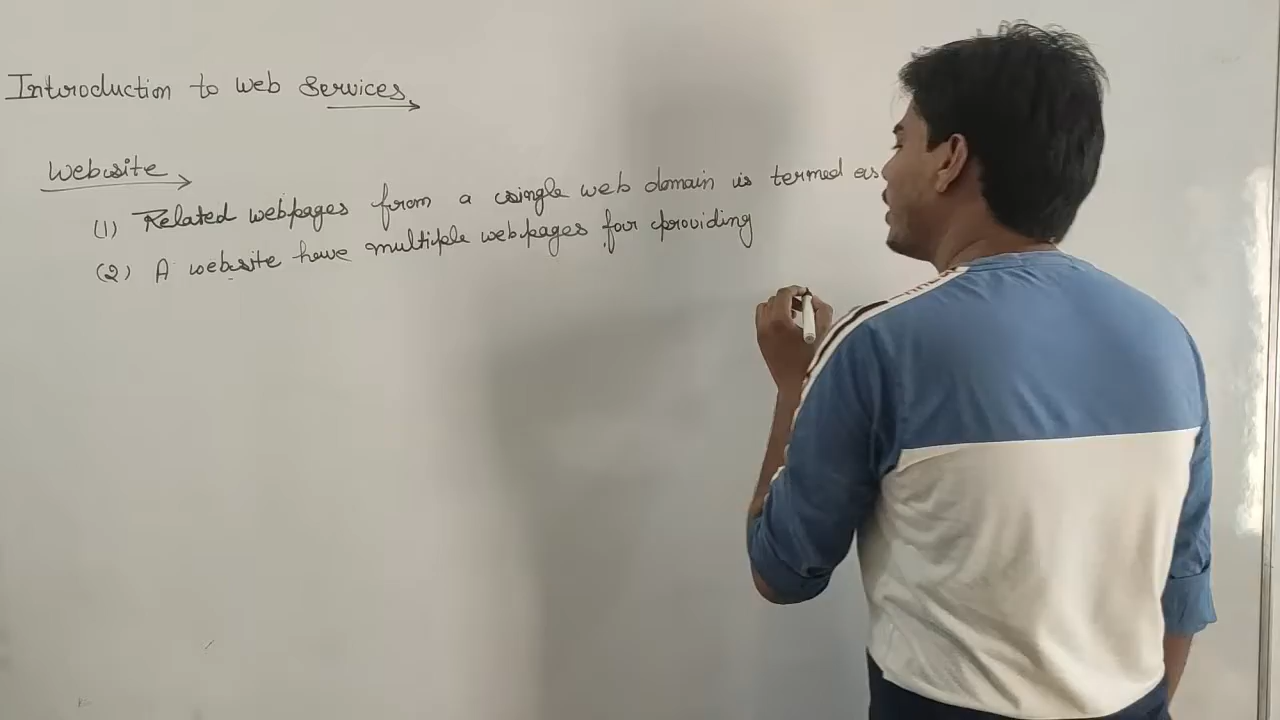 Introduction to web Services
Website
(1) Related webpages from a single web domain is termed as
(2) A website have multiple webpages for providing